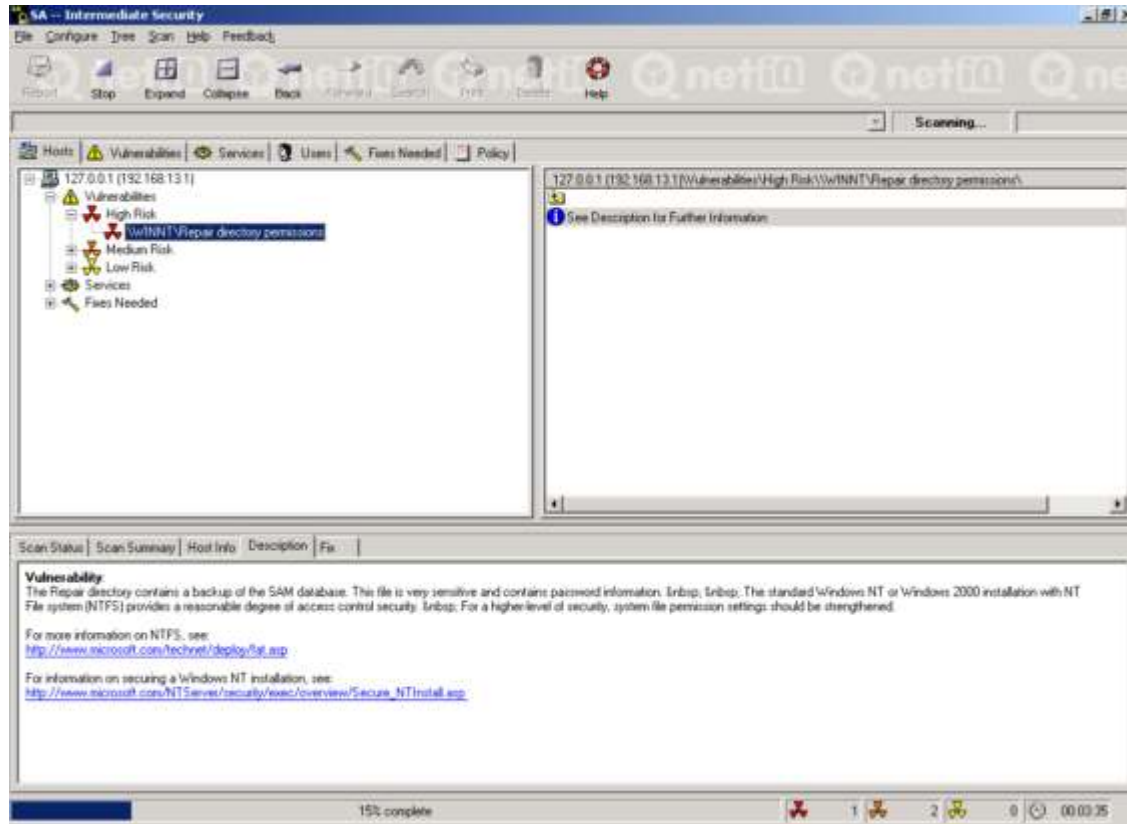 SA -- Intermediate Security
File Configure Tree Scan Help Feedback
netiQ netiQ
Report Stop Expand Collapse Back Forward Search Print Delete Help
Scanning...
Hosts Vulnerabilities Services Users Fixes Needed Policy
127.0.0.1 (192.168.13.1)
Vulnerabilities
High Risk
\WINNT\Repair directory permissions
Medium Risk
Low Risk
Services
Fixes Needed
127.0.0.1 (192.168.13.1)\Vulnerabilities\High Risk\\WINNT\Repair directory permissions\
See Description for Further Information
Scan Status Scan Summary Host Info Description Fix
Vulnerability:
The Repair directory contains a backup of the SAM database. This file is very sensitive and contains password information. &nbsp; &nbsp; The standard Windows NT or Windows 2000 installation with NT
File system (NTFS) provides a reasonable degree of access control security. &nbsp; For a higher-level of security, system file permission settings should be strengthened.
For more information on NTFS, see:
http://www.microsoft.com/technet/deploy/fat.asp
For information on securing a Windows NT installation, see:
http://www.microsoft.com/NTServer/security/exec/overview/Secure_NTInstall.asp
15% complete 1 2 0 00:03:35